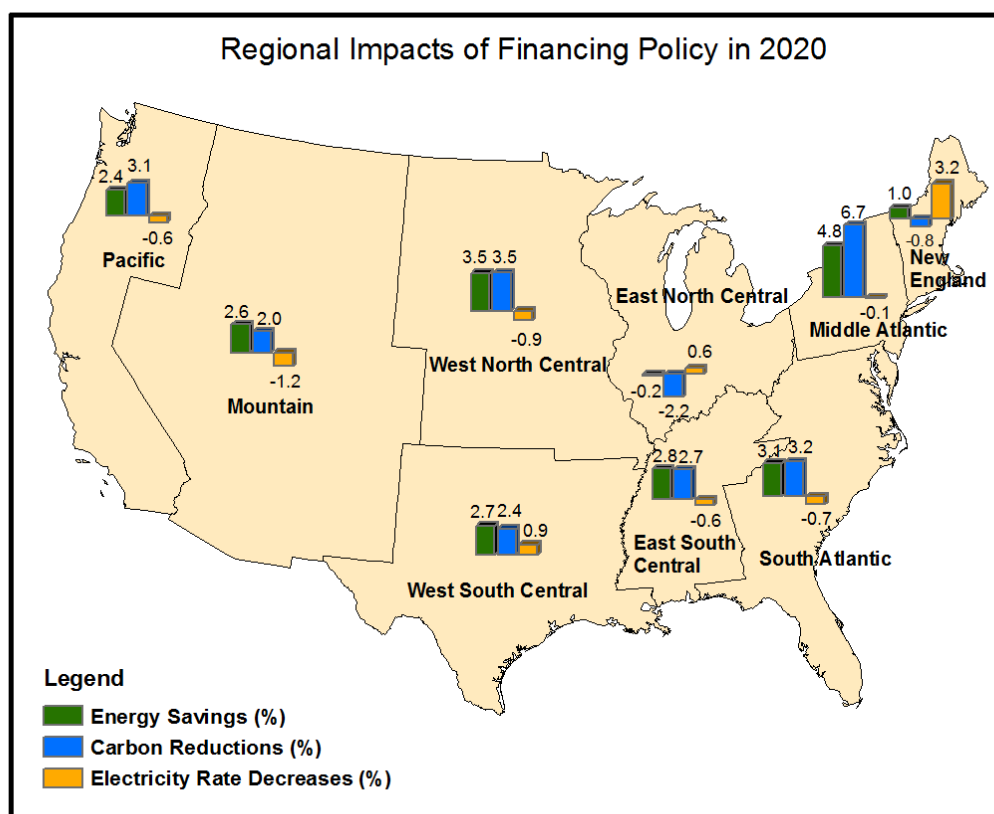 Regional Impacts of Financing Policy in 2020
2.4 3.1
-0.6
Pacific
2.6 2.0
-1.2
Mountain
3.5 3.5
-0.9
West North Central
East North Central
0.6
-0.2
-2.2
4.8 6.7
-0.1
Middle Atlantic
1.0 3.2
-0.8
New
England
2.7 2.4 0.9
West South Central
2.8 2.7
-0.6
East South
Central
3.1 3.2
-0.7
South Atlantic
Legend
Energy Savings (%)
Carbon Reductions (%)
Electricity Rate Decreases (%)